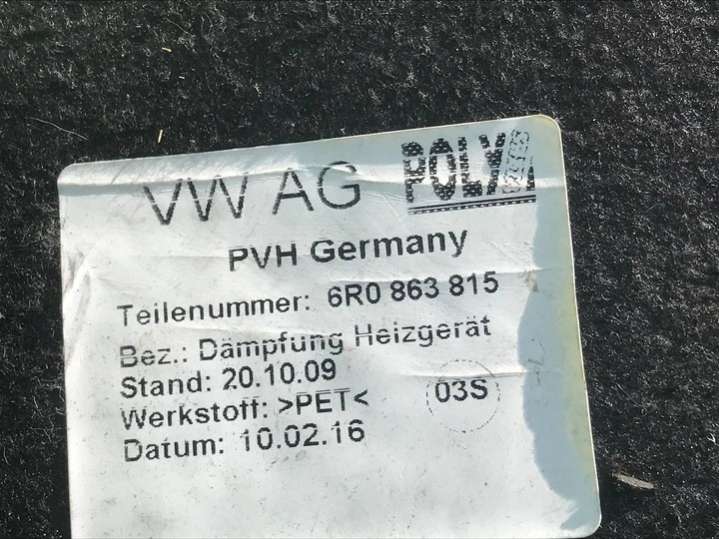 VW AG
PVH Germany
Teilenummer: 6R0 863 815
Bez.: Dämpfung Heizgerät
Stand: 20.10.09
Werkstoff: >PET< 03S
Datum: 10.02.16